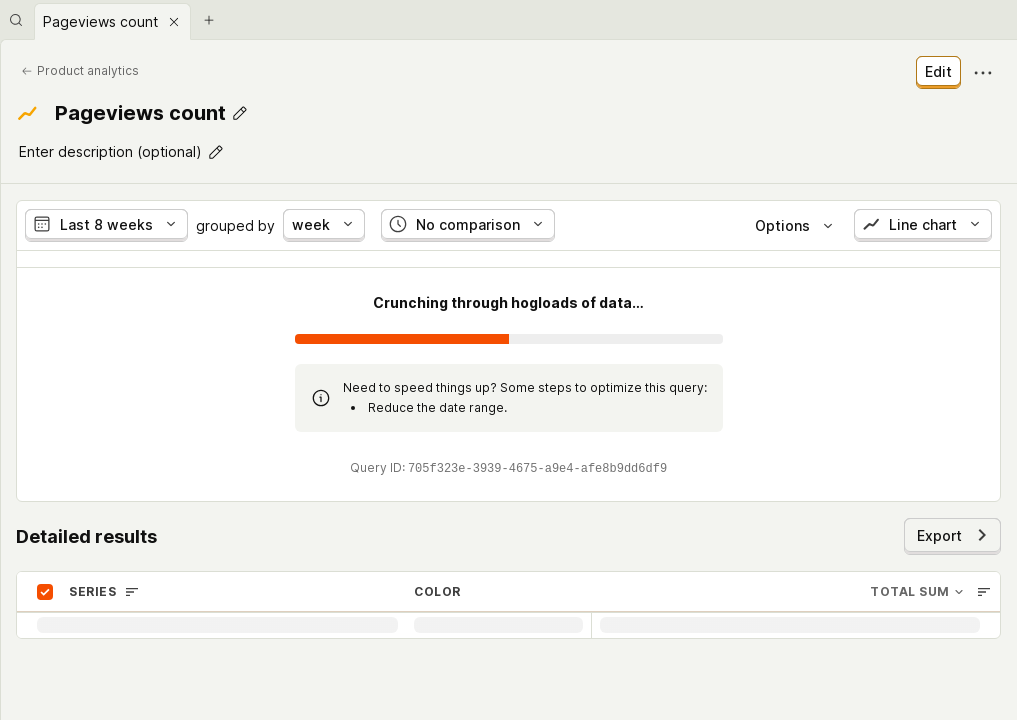 Pageviews count
Product analytics
Edit
Pageviews count
Enter description (optional)
Last 8 weeks grouped by week No comparison Options Line chart
Crunching through hogloads of data...
Need to speed things up? Some steps to optimize this query:
• Reduce the date range.
Query ID: 705f323e-3939-4675-a9e4-afe8b9dd6df9
Detailed results
Export
SERIES COLOR TOTAL SUM